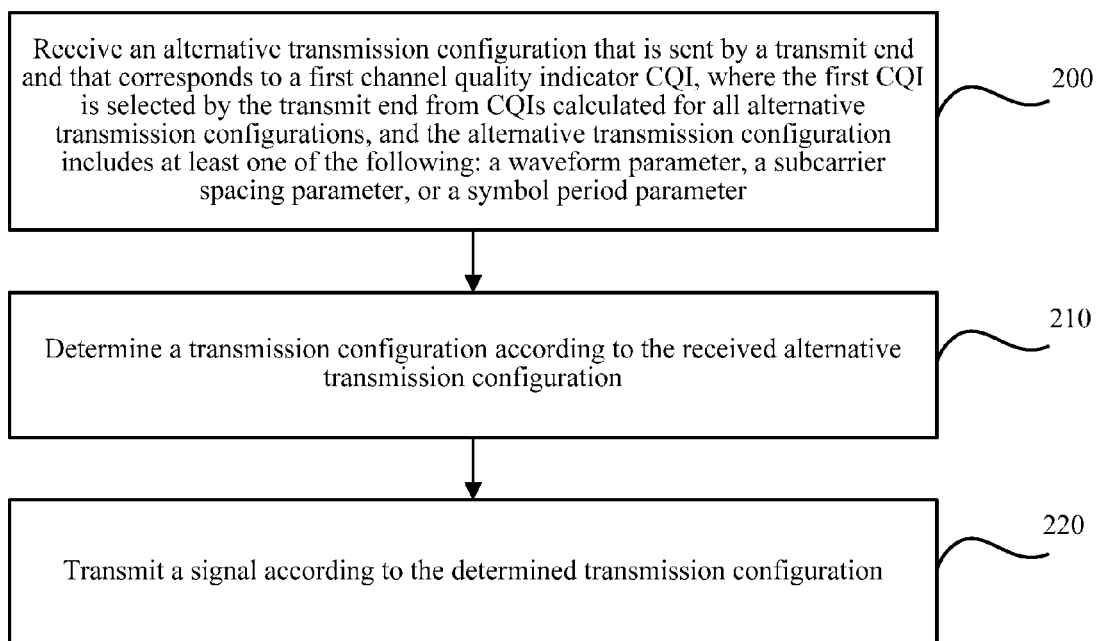 Receive an alternative transmission configuration that is sent by a transmit end
and that corresponds to a first channel quality indicator CQI, where the first CQI
is selected by the transmit end from CQIs calculated for all alternative
transmission configurations, and the alternative transmission configuration
includes at least one of the following: a waveform parameter, a subcarrier
spacing parameter, or a symbol period parameter
200
Determine a transmission configuration according to the received alternative
transmission configuration
210
Transmit a signal according to the determined transmission configuration
220